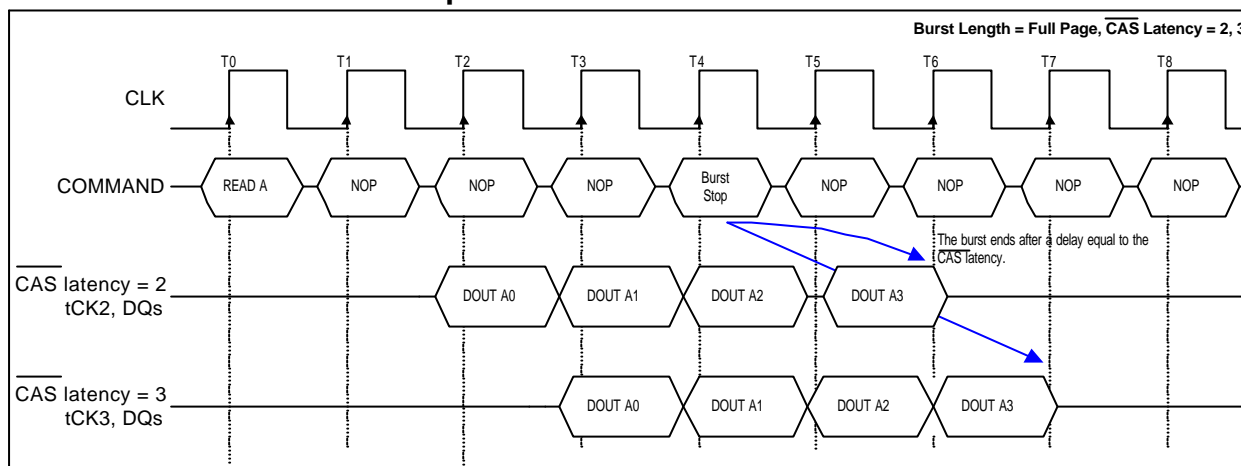 Burst Length = Full Page, CAS Latency = 2, 3
T0 T1 T2 T3 T4 T5 T6 T7 T8
CLK
COMMAND
READ A NOP NOP NOP Burst Stop NOP NOP NOP NOP
The burst ends after a delay equal to the
CAS latency.
CAS latency = 2
tCK2, DQs
DOUT A0 DOUT A1 DOUT A2 DOUT A3
CAS latency = 3
tCK3, DQs
DOUT A0 DOUT A1 DOUT A2 DOUT A3